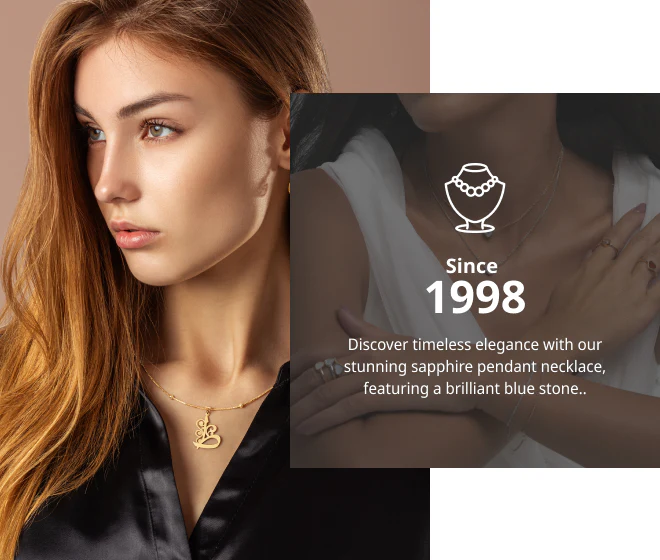 Since
1998
Discover timeless elegance with our
stunning sapphire pendant necklace,
featuring a brilliant blue stone..